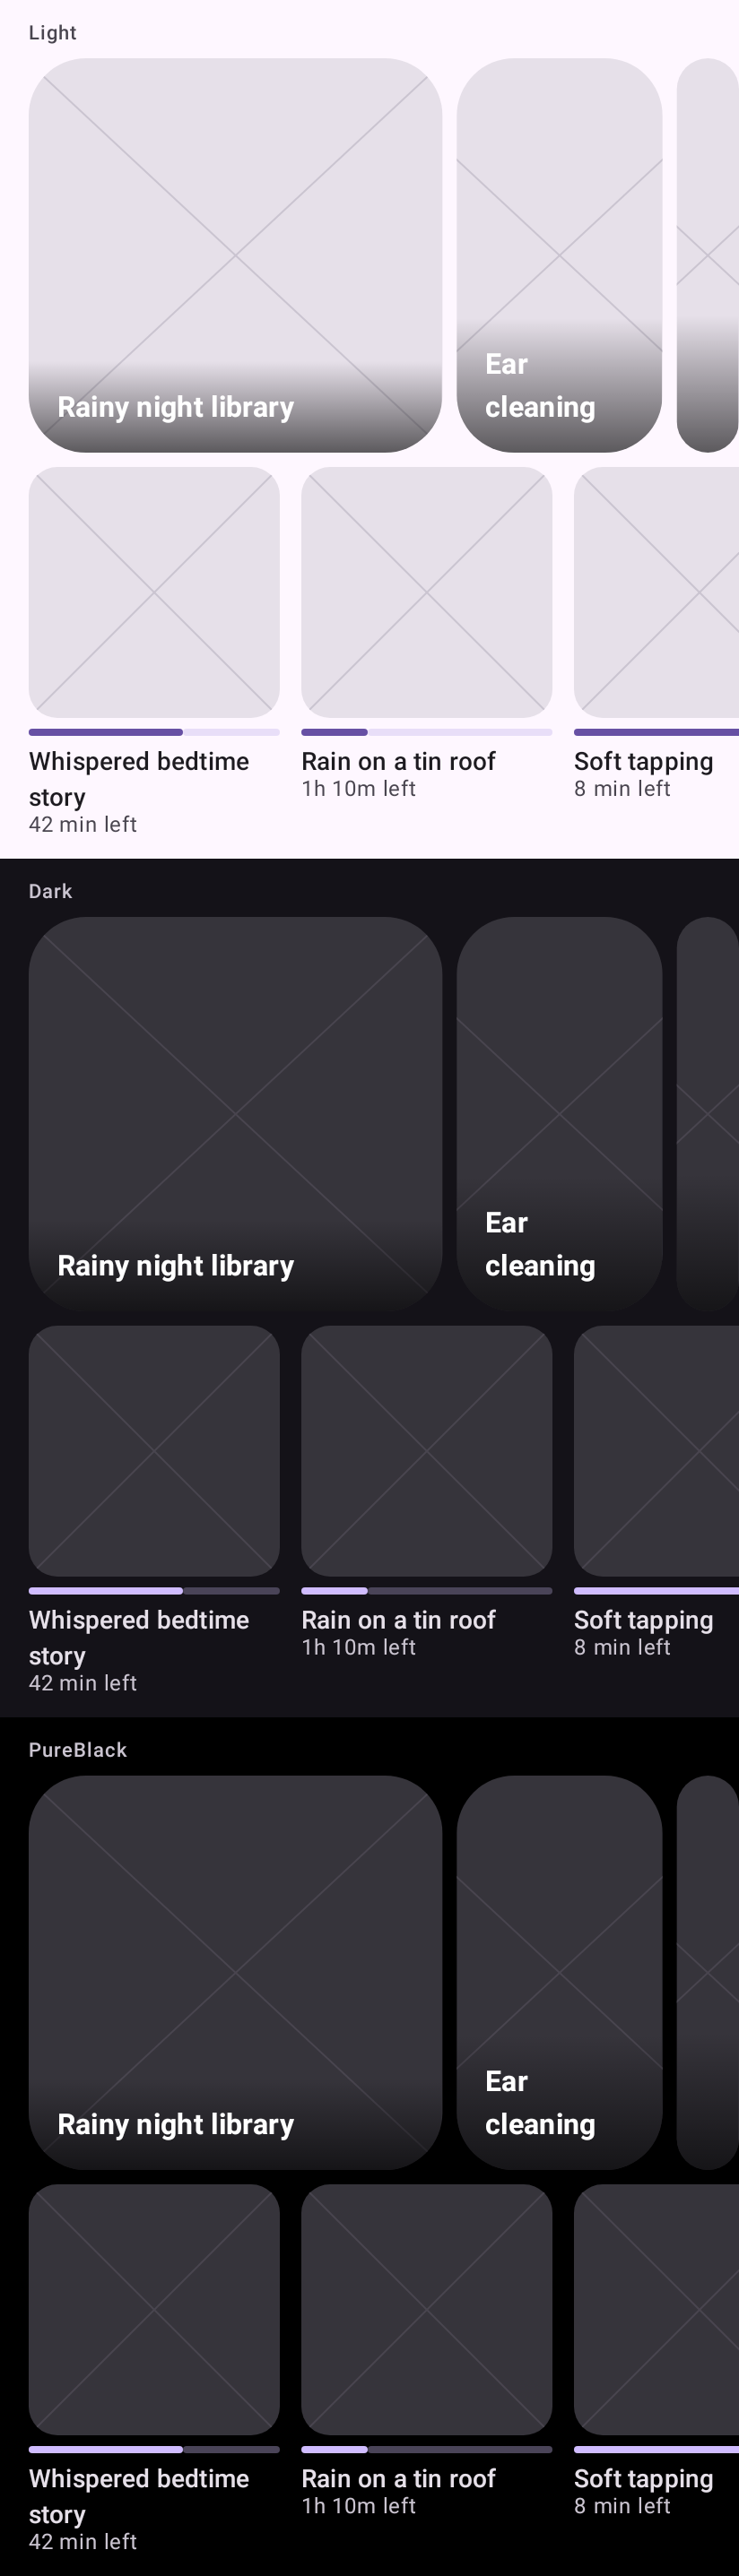 Light
Rainy night library
Ear
cleaning
Whispered bedtime
story
42 min left
Rain on a tin roof
1h 10m left
Soft tapping
8 min left
Dark
Rainy night library
Ear
cleaning
Whispered bedtime
story
42 min left
Rain on a tin roof
1h 10m left
Soft tapping
8 min left
PureBlack
Rainy night library
Ear
cleaning
Whispered bedtime
story
42 min left
Rain on a tin roof
1h 10m left
Soft tapping
8 min left